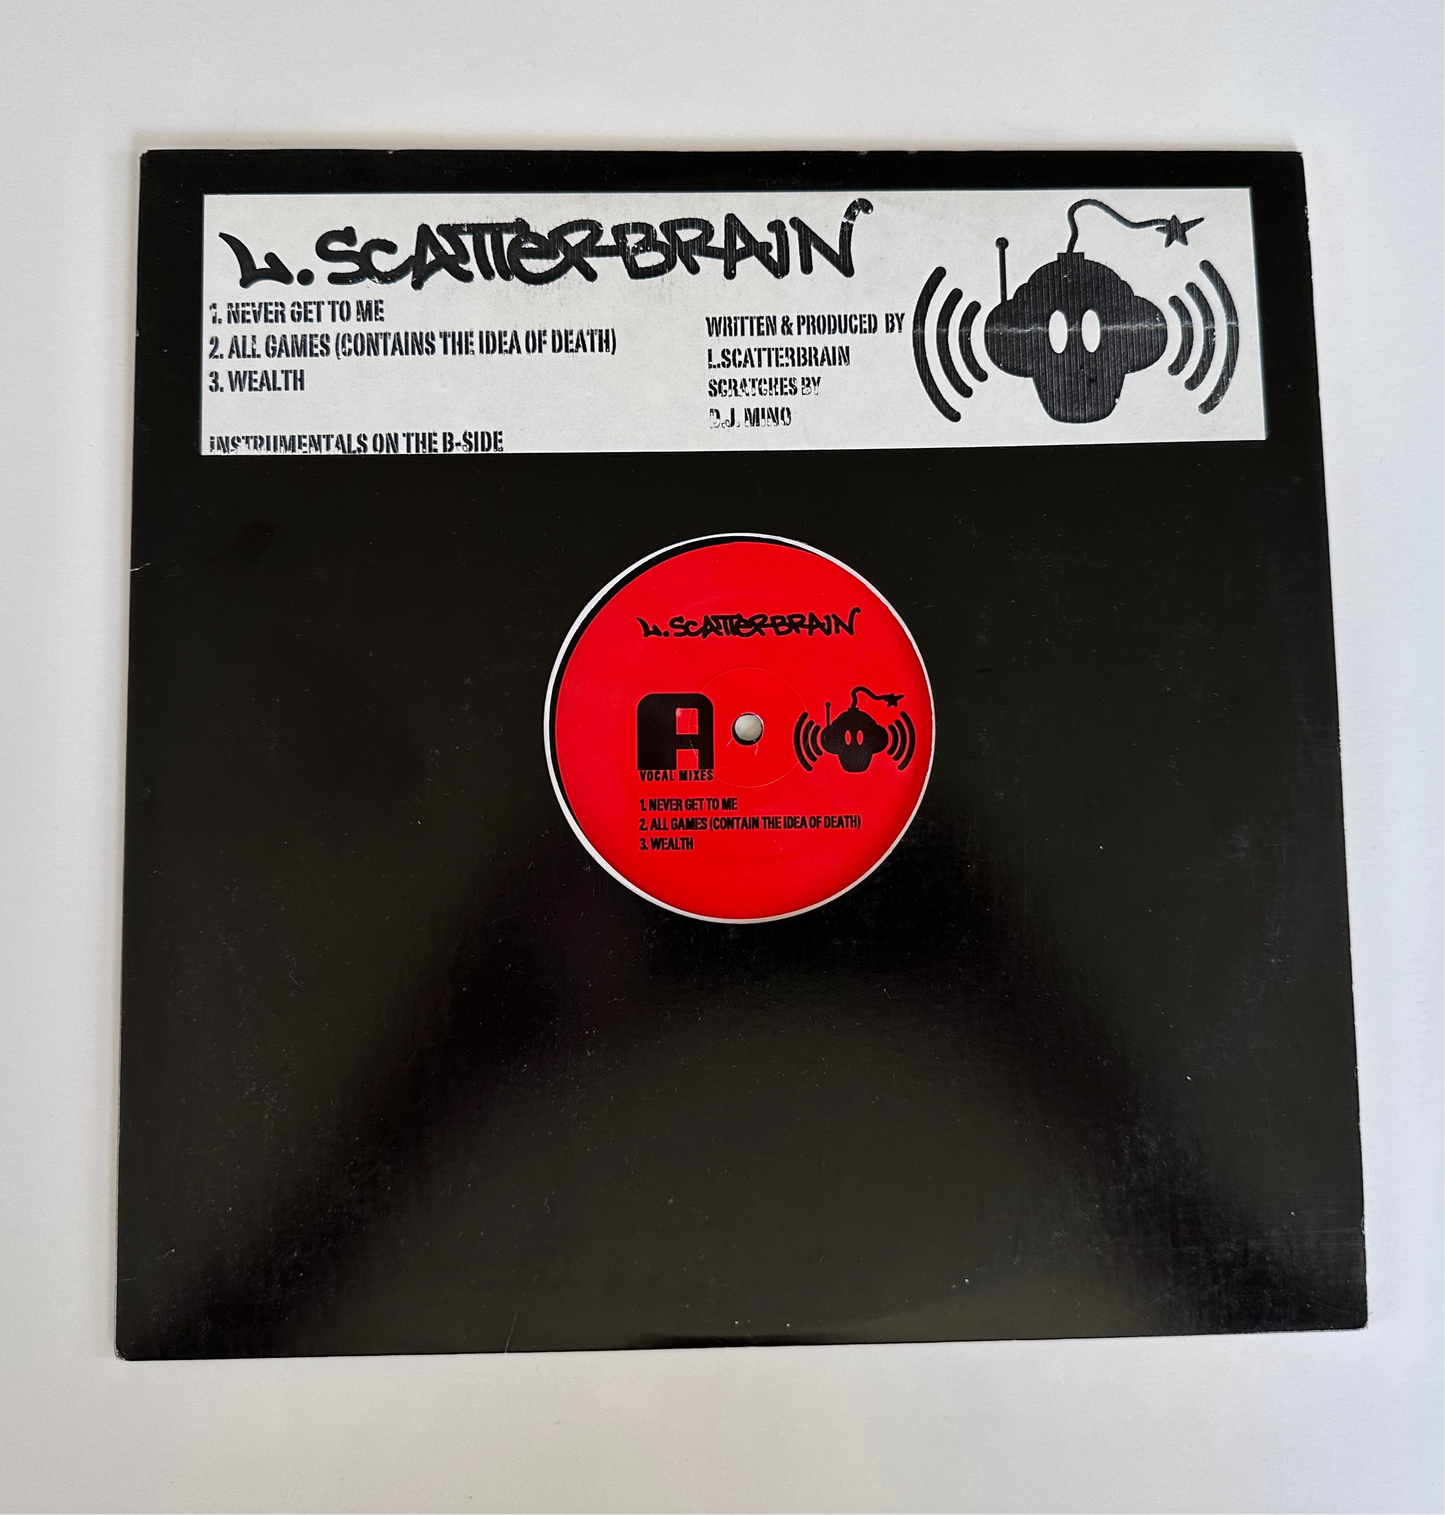 L.SCATTERBRAIN
1. NEVER GET TO ME
2. ALL GAMES (CONTAINS THE IDEA OF DEATH)
3. WEALTH
INSTRUMENTALS ON THE B-SIDE
WRITTEN & PRODUCED BY
L.SCATTERBRAIN
SCRATCHES BY
D.J. MINO
L.SCATTERBRAIN
A
VOCAL MIXES
1. NEVER GET TO ME
2. ALL GAMES (CONTAIN THE IDEA OF DEATH)
3. WEALTH